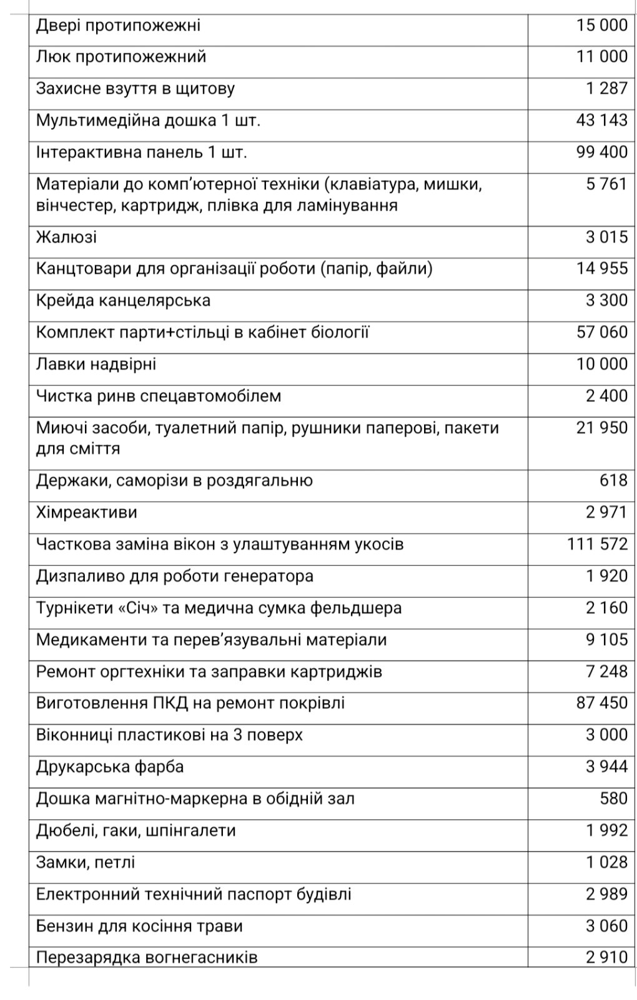 Двері протипожежні 15 000
Люк протипожежний 11 000
Захисне взуття в щитову 1 287
Мультимедійна дошка 1 шт. 43 143
Інтерактивна панель 1 шт. 99 400
Матеріали до комп’ютерної техніки (клавіатура, мишки, 5 761
вінчестер, картридж, плівка для ламінування
Жалюзі 3 015
Канцтовари для організації роботи (папір, файли) 14 955
Крейда канцелярська 3 300
Комплект парти+стільці в кабінет біології 57 060
Лавки надвірні 10 000
Чистка ринв спецавтомобілем 2 400
Миючі засоби, туалетний папір, рушники паперові, пакети 21 950
для сміття
Держаки, саморізи в роздягальню 618
Хімреактиви 2 971
Часткова заміна вікон з улаштуванням укосів 111 572
Дизпаливо для роботи генератора 1 920
Турнікети «Січ» та медична сумка фельдшера 2 160
Медикаменти та перев’язувальні матеріали 9 105
Ремонт оргтехніки та заправки картриджів 7 248
Виготовлення ПКД на ремонт покрівлі 87 450
Віконниці пластикові на 3 поверх 3 000
Друкарська фарба 3 944
Дошка магнітно-маркерна в обідній зал 580
Дюбелі, гаки, шпінгалети 1 992
Замки, петлі 1 028
Електронний технічний паспорт будівлі 2 989
Бензин для косіння трави 3 060
Перезарядка вогнегасників 2 910